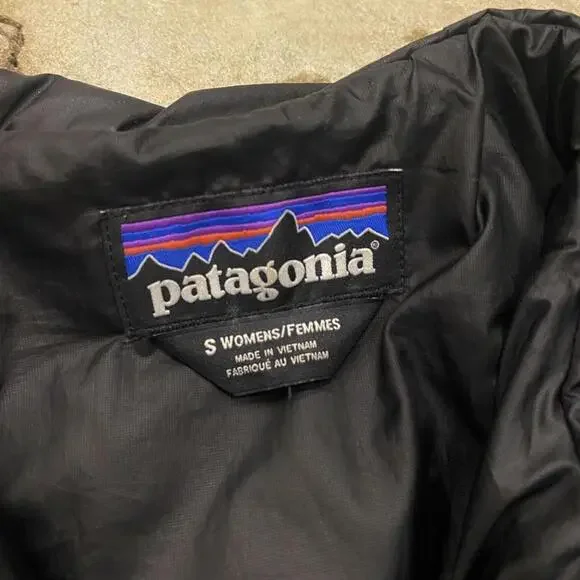 patagonia®
S WOMENS/FEMMES
MADE IN VIETNAM
FABRIQUÉ AU VIETNAM